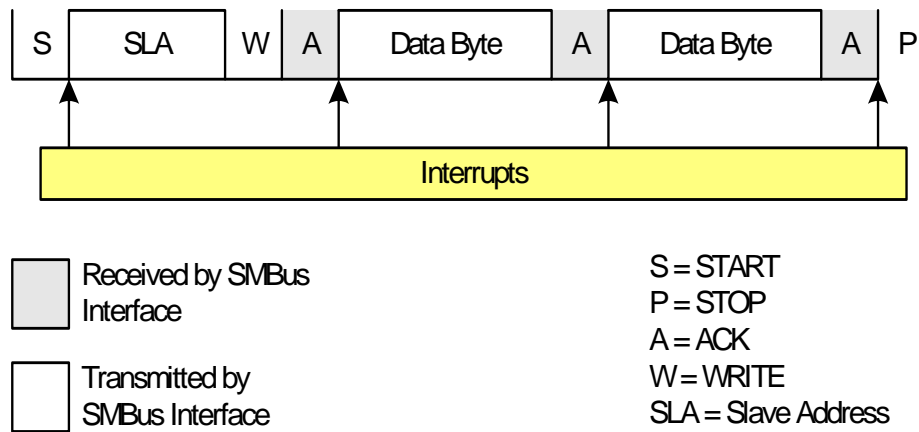 S SLA W A Data Byte A Data Byte A P
Interrupts
Received by SMBus
Interface
Transmitted by
SMBus Interface
S = START
P = STOP
A = ACK
W = WRITE
SLA = Slave Address